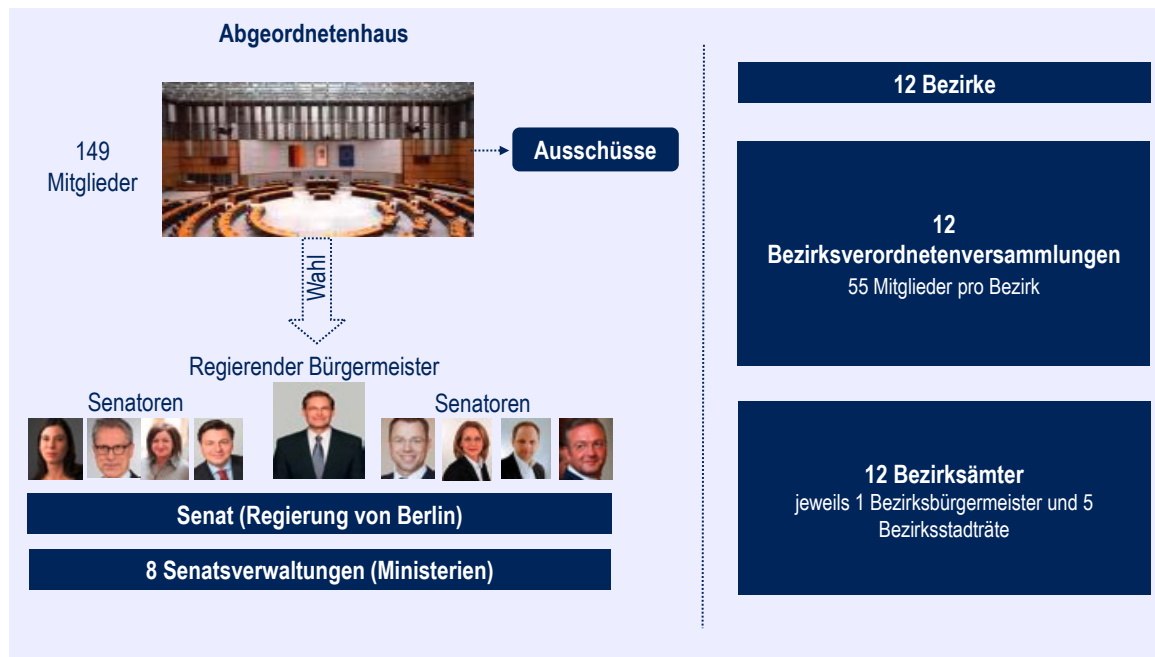 Abgeordnetenhaus
149
Mitglieder
Ausschüsse
Wahl
Regierender Bürgermeister
Senatoren
Senatoren
Senat (Regierung von Berlin)
8 Senatsverwaltungen (Ministerien)
12 Bezirke
12
Bezirksverordnetenversammlungen
55 Mitglieder pro Bezirk
12 Bezirksämter
jeweils 1 Bezirksbürgermeister und 5
Bezirksstadträte